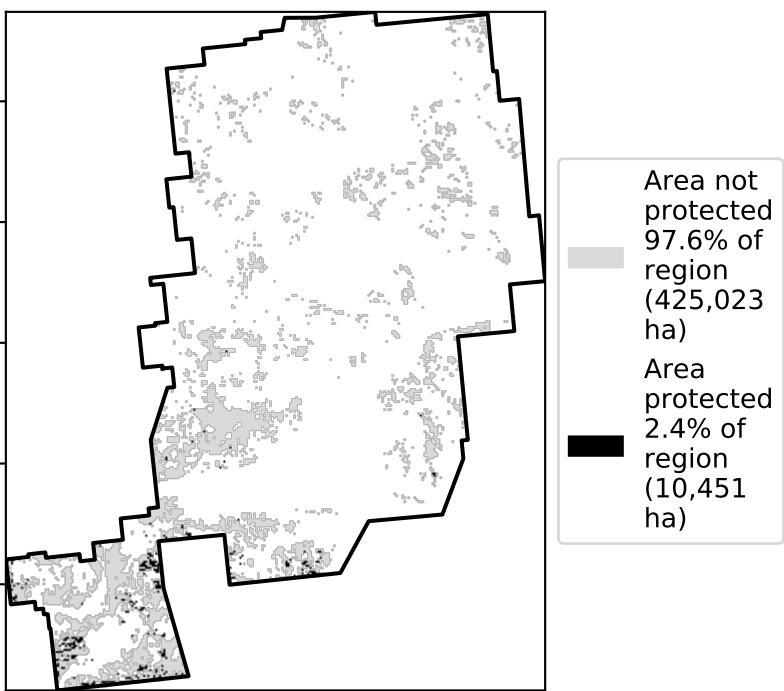 Area not
protected
97.6% of
region
(425,023
ha)
Area
protected
2.4% of
region
(10,451
ha)